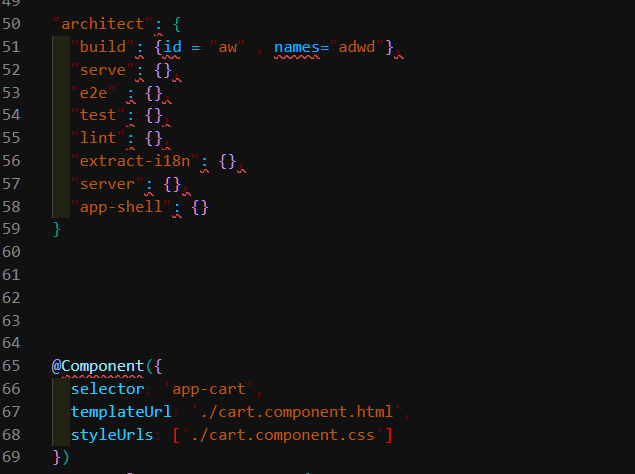 49
50 "architect": {
51 "build": {id = "aw" , names="adwd"},
52 "serve": {},
53 "e2e" : {},
54 "test": {},
55 "lint": {},
56 "extract-i18n": {},
57 "server": {},
58 "app-shell": {}
59 }
60
61
62
63
64
65 @Component({
66 selector: 'app-cart',
67 templateUrl: './cart.component.html',
68 styleUrls: ['./cart.component.css']
69 })